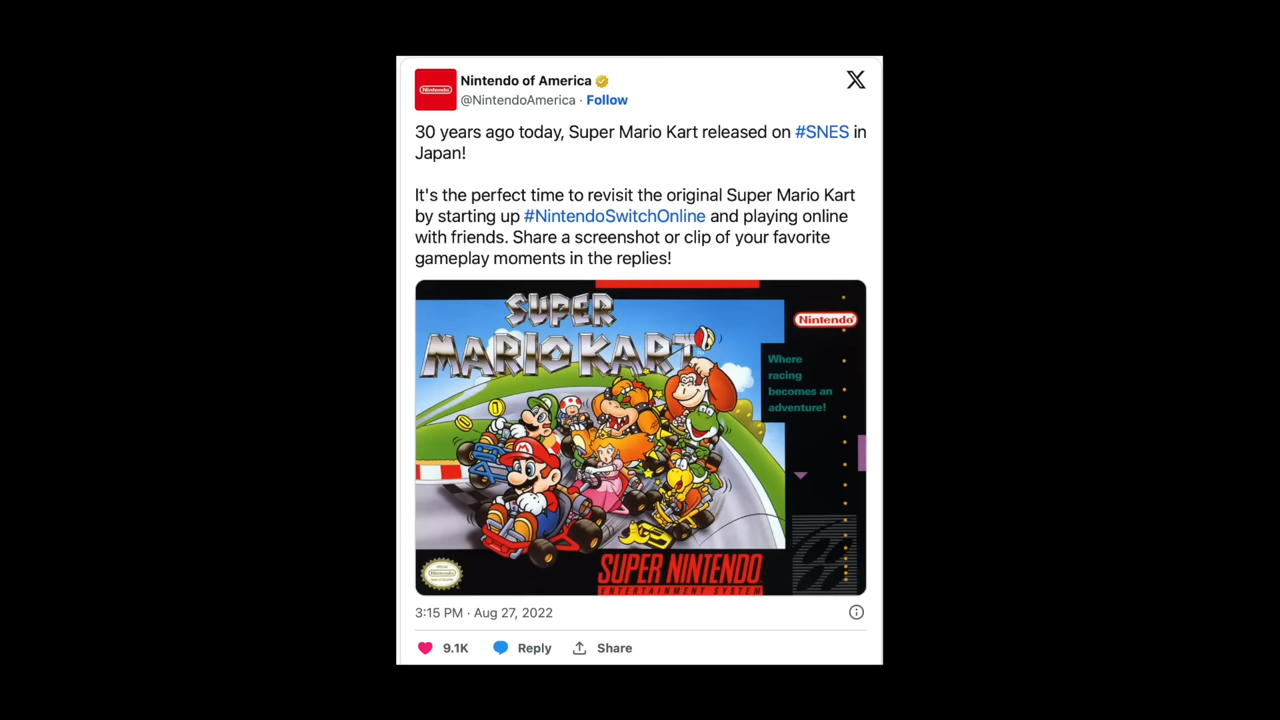 Nintendo of America
@NintendoAmerica · Follow
30 years ago today, Super Mario Kart released on #SNES in
Japan!
It's the perfect time to revisit the original Super Mario Kart
by starting up #NintendoSwitchOnline and playing online
with friends. Share a screenshot or clip of your favorite
gameplay moments in the replies!
SUPER
MARIO KART
Nintendo
Where
racing
becomes an
adventure!
SUPER NINTENDO
ENTERTAINMENT SYSTEM
3:15 PM · Aug 27, 2022
9.1K Reply Share